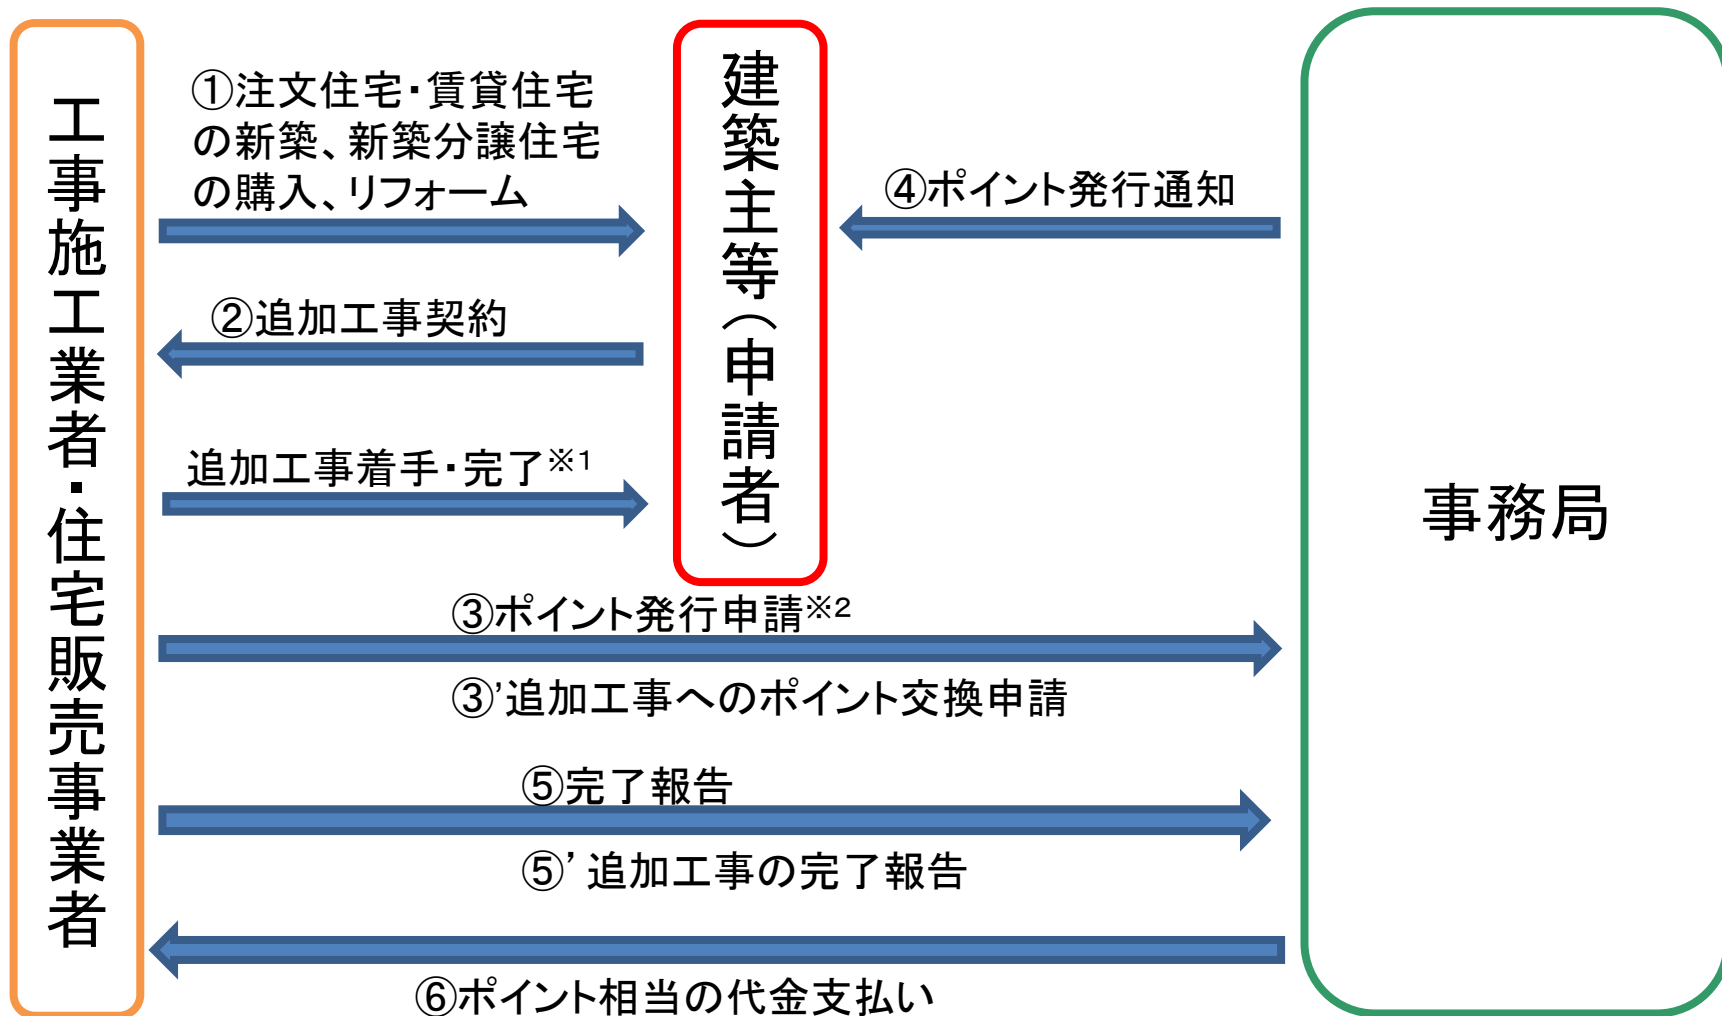 工事施工業者・住宅販売事業者
①注文住宅・賃貸住宅
の新築、新築分譲住宅
の購入、リフォーム
②追加工事契約
追加工事着手・完了※1
建築主等（申請者）
④ポイント発行通知
③ポイント発行申請※2
③'追加工事へのポイント交換申請
⑤完了報告
⑤’追加工事の完了報告
⑥ポイント相当の代金支払い
事務局